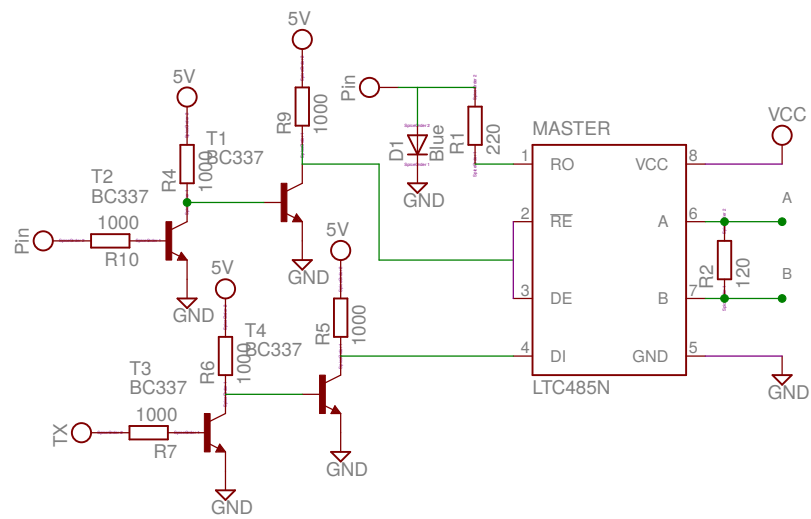 5V
5V
Pin
R9
1000
D1
Blue
R1
220
GND
MASTER
VCC
T1
BC337
R4
1000
T2
BC337
1000
R10
Pin
GND
GND
1 RO
VCC 8
2 RE
A 6
A
3 DE
B 7
B
R2
120
4 DI
GND 5
GND
LTC485N
5V
5V
T4
BC337
R5
1000
R6
1000
T3
BC337
1000
R7
TX
GND
GND